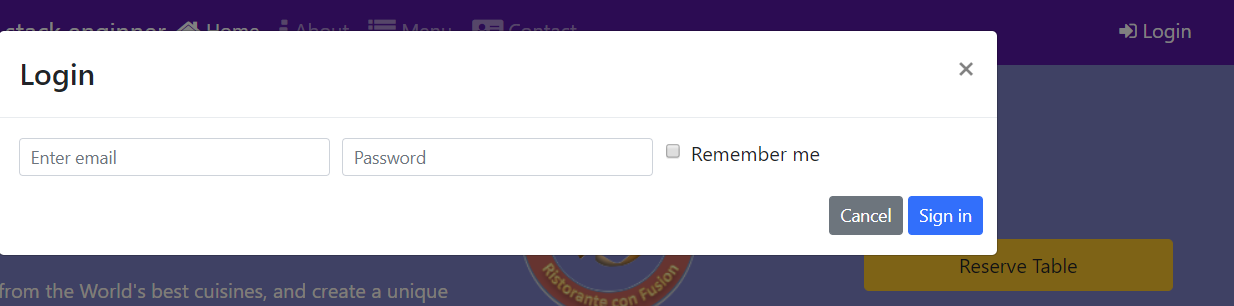 stack enginner Home About Menu Contact Login
Login ×
Enter email Password Remember me
Cancel Sign in
Reserve Table
Ristorante con Fusion
from the World's best cuisines, and create a unique